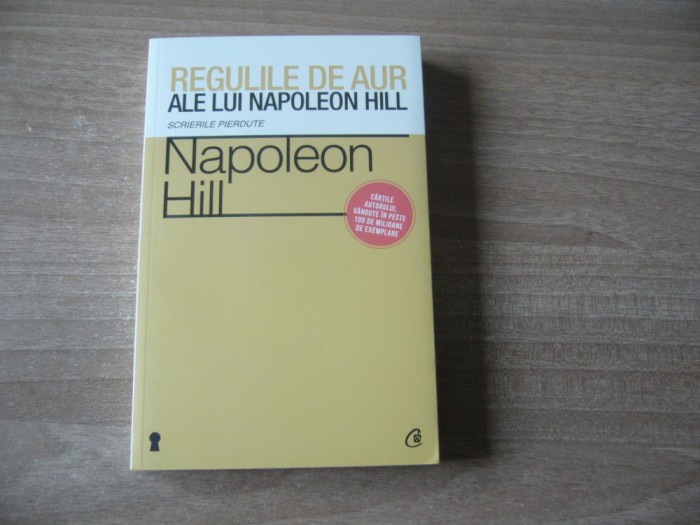 REGULILE DE AUR
ALE LUI NAPOLEON HILL
SCRIERILE PIERDUTE
Napoleon
Hill
CĂRȚILE
AUTORULUI,
VÂNDUTE ÎN PESTE
100 DE MILIOANE
DE EXEMPLARE